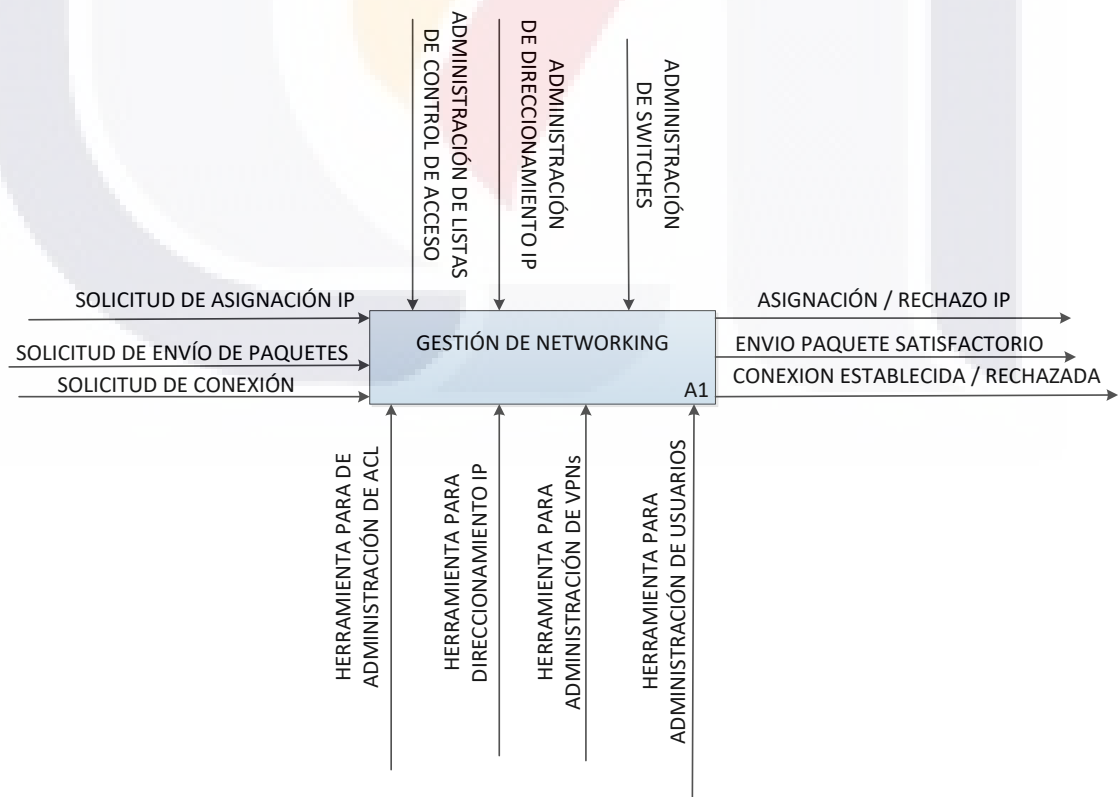 ADMINISTRACIÓN DE LISTAS
DE CONTROL DE ACCESO
ADMINISTRACIÓN
DE DIRECCIONAMIENTO IP
ADMINISTRACIÓN
DE SWITCHES
SOLICITUD DE ASIGNACIÓN IP
SOLICITUD DE ENVÍO DE PAQUETES
SOLICITUD DE CONEXIÓN
GESTIÓN DE NETWORKING
A1
ASIGNACIÓN / RECHAZO IP
ENVIO PAQUETE SATISFACTORIO
CONEXION ESTABLECIDA / RECHAZADA
HERRAMIENTA PARA DE
ADMINISTRACIÓN DE ACL
HERRAMIENTA PARA
DIRECCIONAMIENTO IP
HERRAMIENTA PARA
ADMINISTRACIÓN DE VPNs
HERRAMIENTA PARA
ADMINISTRACIÓN DE USUARIOS